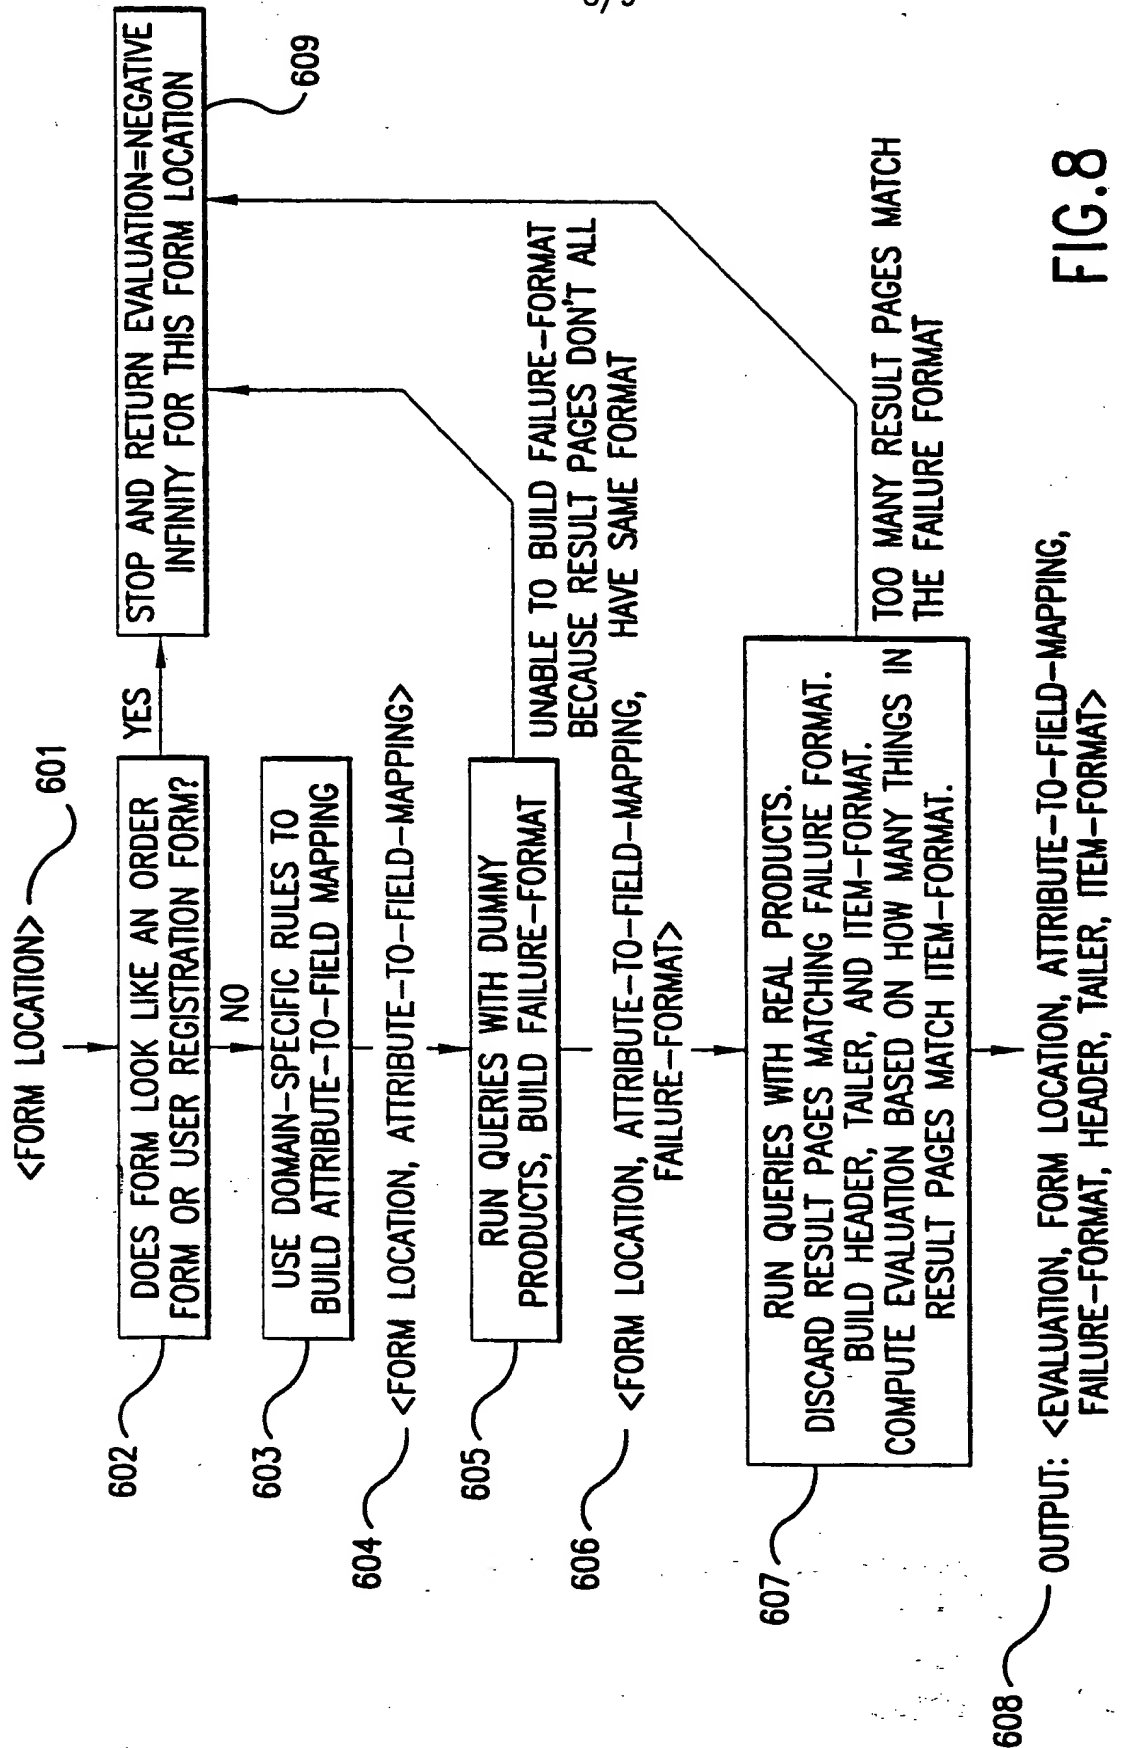 <FORM LOCATION>
601
DOES FORM LOOK LIKE AN ORDER
FORM OR USER REGISTRATION FORM?
602
YES
NO
STOP AND RETURN EVALUATION=NEGATIVE
INFINITY FOR THIS FORM LOCATION
609
USE DOMAIN-SPECIFIC RULES TO
BUILD ATTRIBUTE-TO-FIELD MAPPING
603
604
<FORM LOCATION, ATTRIBUTE-TO-FIELD-MAPPING>
RUN QUERIES WITH DUMMY
PRODUCTS, BUILD FAILURE-FORMAT
605
UNABLE TO BUILD FAILURE-FORMAT
BECAUSE RESULT PAGES DON'T ALL
HAVE SAME FORMAT
606
<FORM LOCATION, ATTRIBUTE-TO-FIELD-MAPPING,
FAILURE-FORMAT>
RUN QUERIES WITH REAL PRODUCTS.
DISCARD RESULT PAGES MATCHING FAILURE FORMAT.
BUILD HEADER, TAILER, AND ITEM-FORMAT.
COMPUTE EVALUATION BASED ON HOW MANY THINGS IN
RESULT PAGES MATCH ITEM-FORMAT.
607
TOO MANY RESULT PAGES MATCH
THE FAILURE FORMAT
608
OUTPUT: <EVALUATION, FORM LOCATION, ATTRIBUTE-TO-FIELD-MAPPING,
FAILURE-FORMAT, HEADER, TAILER, ITEM-FORMAT>
FIG.8